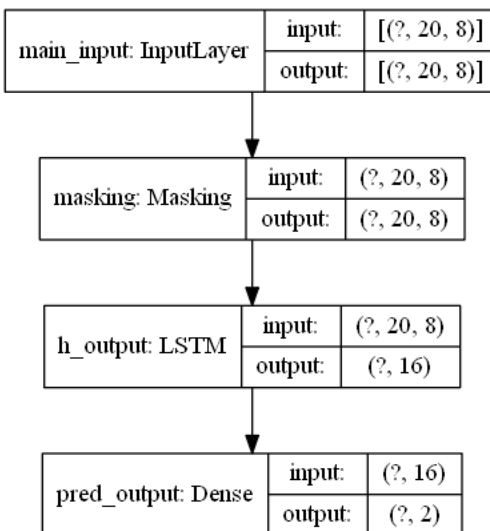 main_input: InputLayer
input: [(?, 20, 8)]
output: [(?, 20, 8)]
masking: Masking
input: (?, 20, 8)
output: (?, 20, 8)
h_output: LSTM
input: (?, 20, 8)
output: (?, 16)
pred_output: Dense
input: (?, 16)
output: (?, 2)